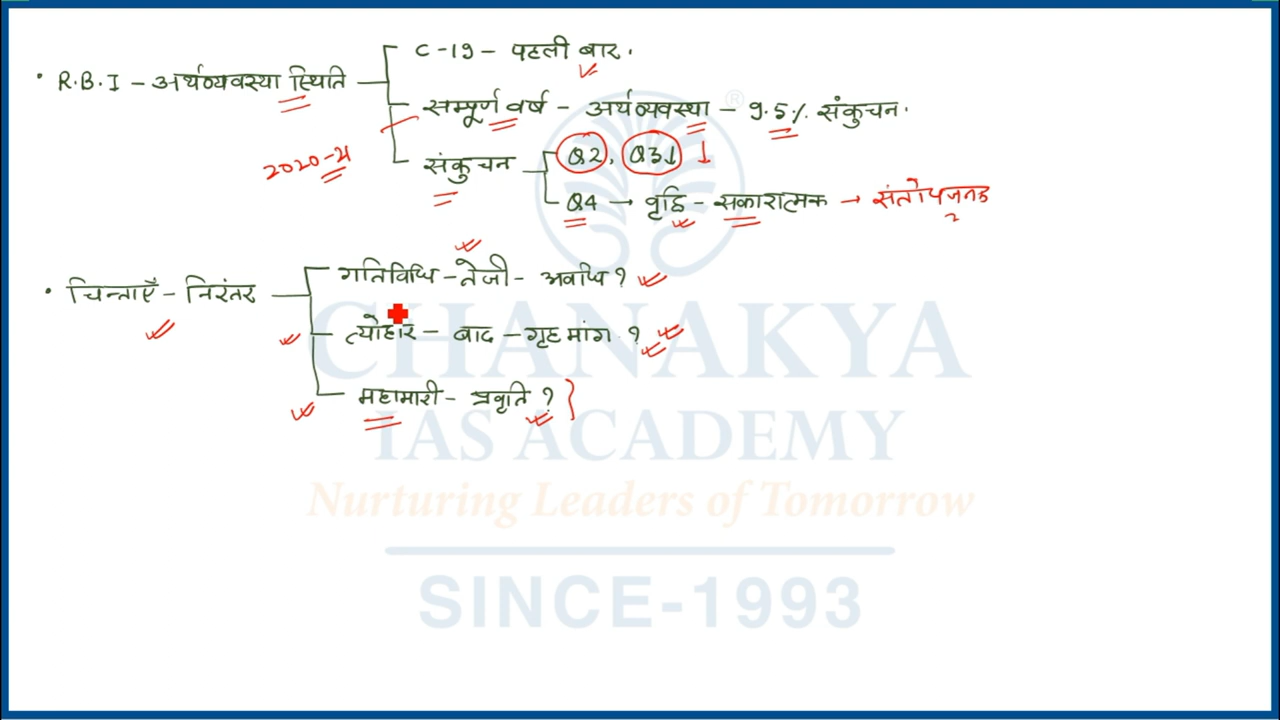 C-19 - पहली बार.
• R.B.I - अर्थव्यवस्था स्थिति
सम्पूर्ण वर्ष - अर्थव्यवस्था - 9.5% संकुचन.
2020-21
संकुचन
Q2, Q3↓ ↓
Q4 → वृद्धि - सकारात्मक → संतोषजनक
• चिन्ताएँ - निरंतर
गतिविधि - तेजी - अवधि?
त्योहार - बाद - गृह मांग ?
महामारी - प्रवृति ? }
®
CHANAKYA
IAS ACADEMY
Nurturing Leaders of Tomorrow
SINCE-1993